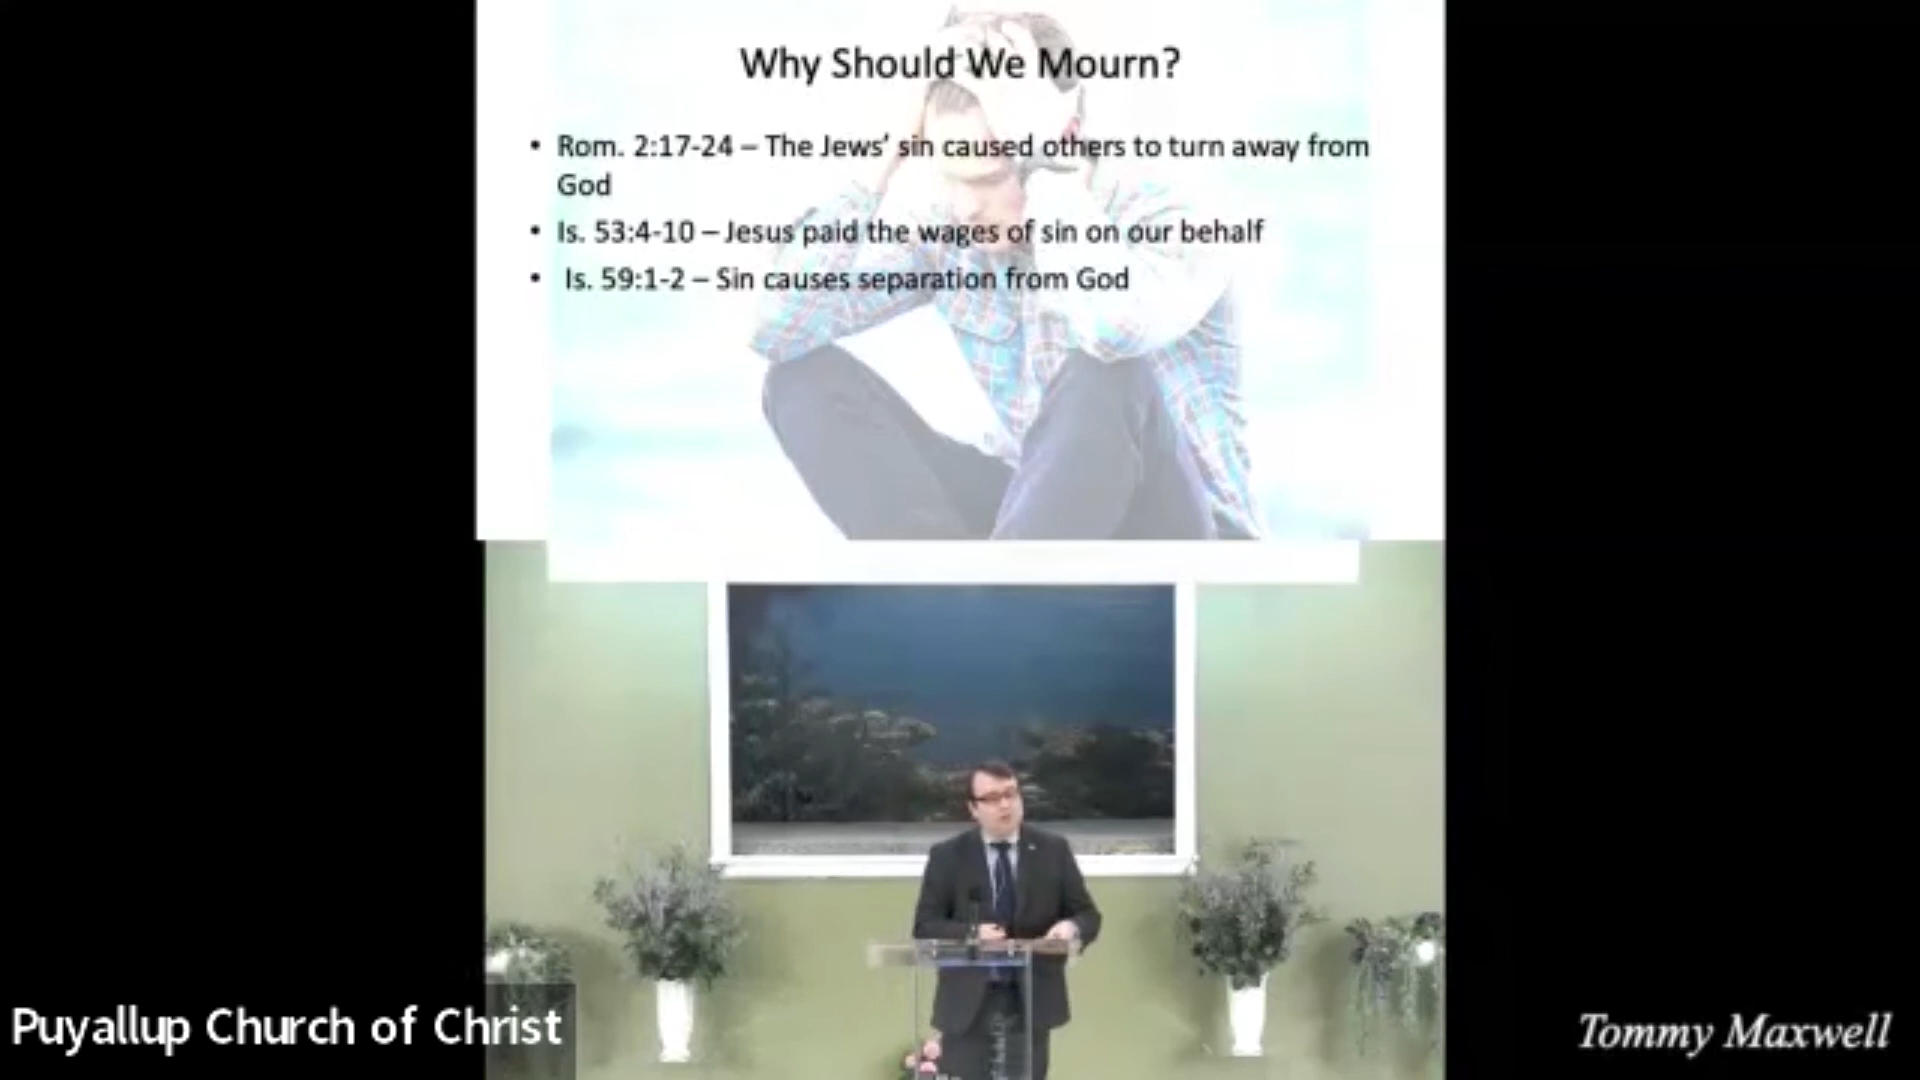 Why Should We Mourn?
• Rom. 2:17-24 – The Jews' sin caused others to turn away from
God
• Is. 53:4-10 – Jesus paid the wages of sin on our behalf
• Is. 59:1-2 – Sin causes separation from God
Puyallup Church of Christ
Tommy Maxwell